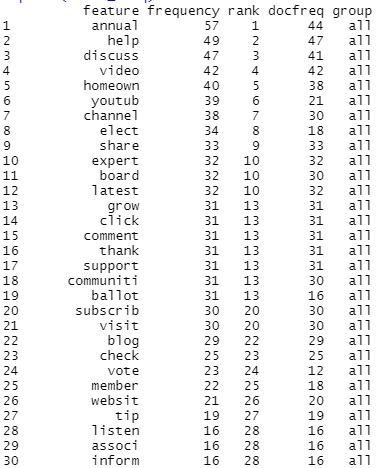 feature frequency rank docfreq group
1 annual 57 1 44 all
2 help 49 2 47 all
3 discuss 47 3 41 all
4 video 42 4 42 all
5 homeown 40 5 38 all
6 youtub 39 6 21 all
7 channel 38 7 30 all
8 elect 34 8 18 all
9 share 33 9 33 all
10 expert 32 10 32 all
11 board 32 10 30 all
12 latest 32 10 32 all
13 grow 31 13 31 all
14 click 31 13 31 all
15 comment 31 13 31 all
16 thank 31 13 31 all
17 support 31 13 31 all
18 communiti 31 13 30 all
19 ballot 31 13 16 all
20 subscrib 30 20 30 all
21 visit 30 20 30 all
22 blog 29 22 29 all
23 check 25 23 25 all
24 vote 23 24 12 all
25 member 22 25 18 all
26 websit 21 26 20 all
27 tip 19 27 19 all
28 listen 16 28 16 all
29 associ 16 28 16 all
30 inform 16 28 16 all